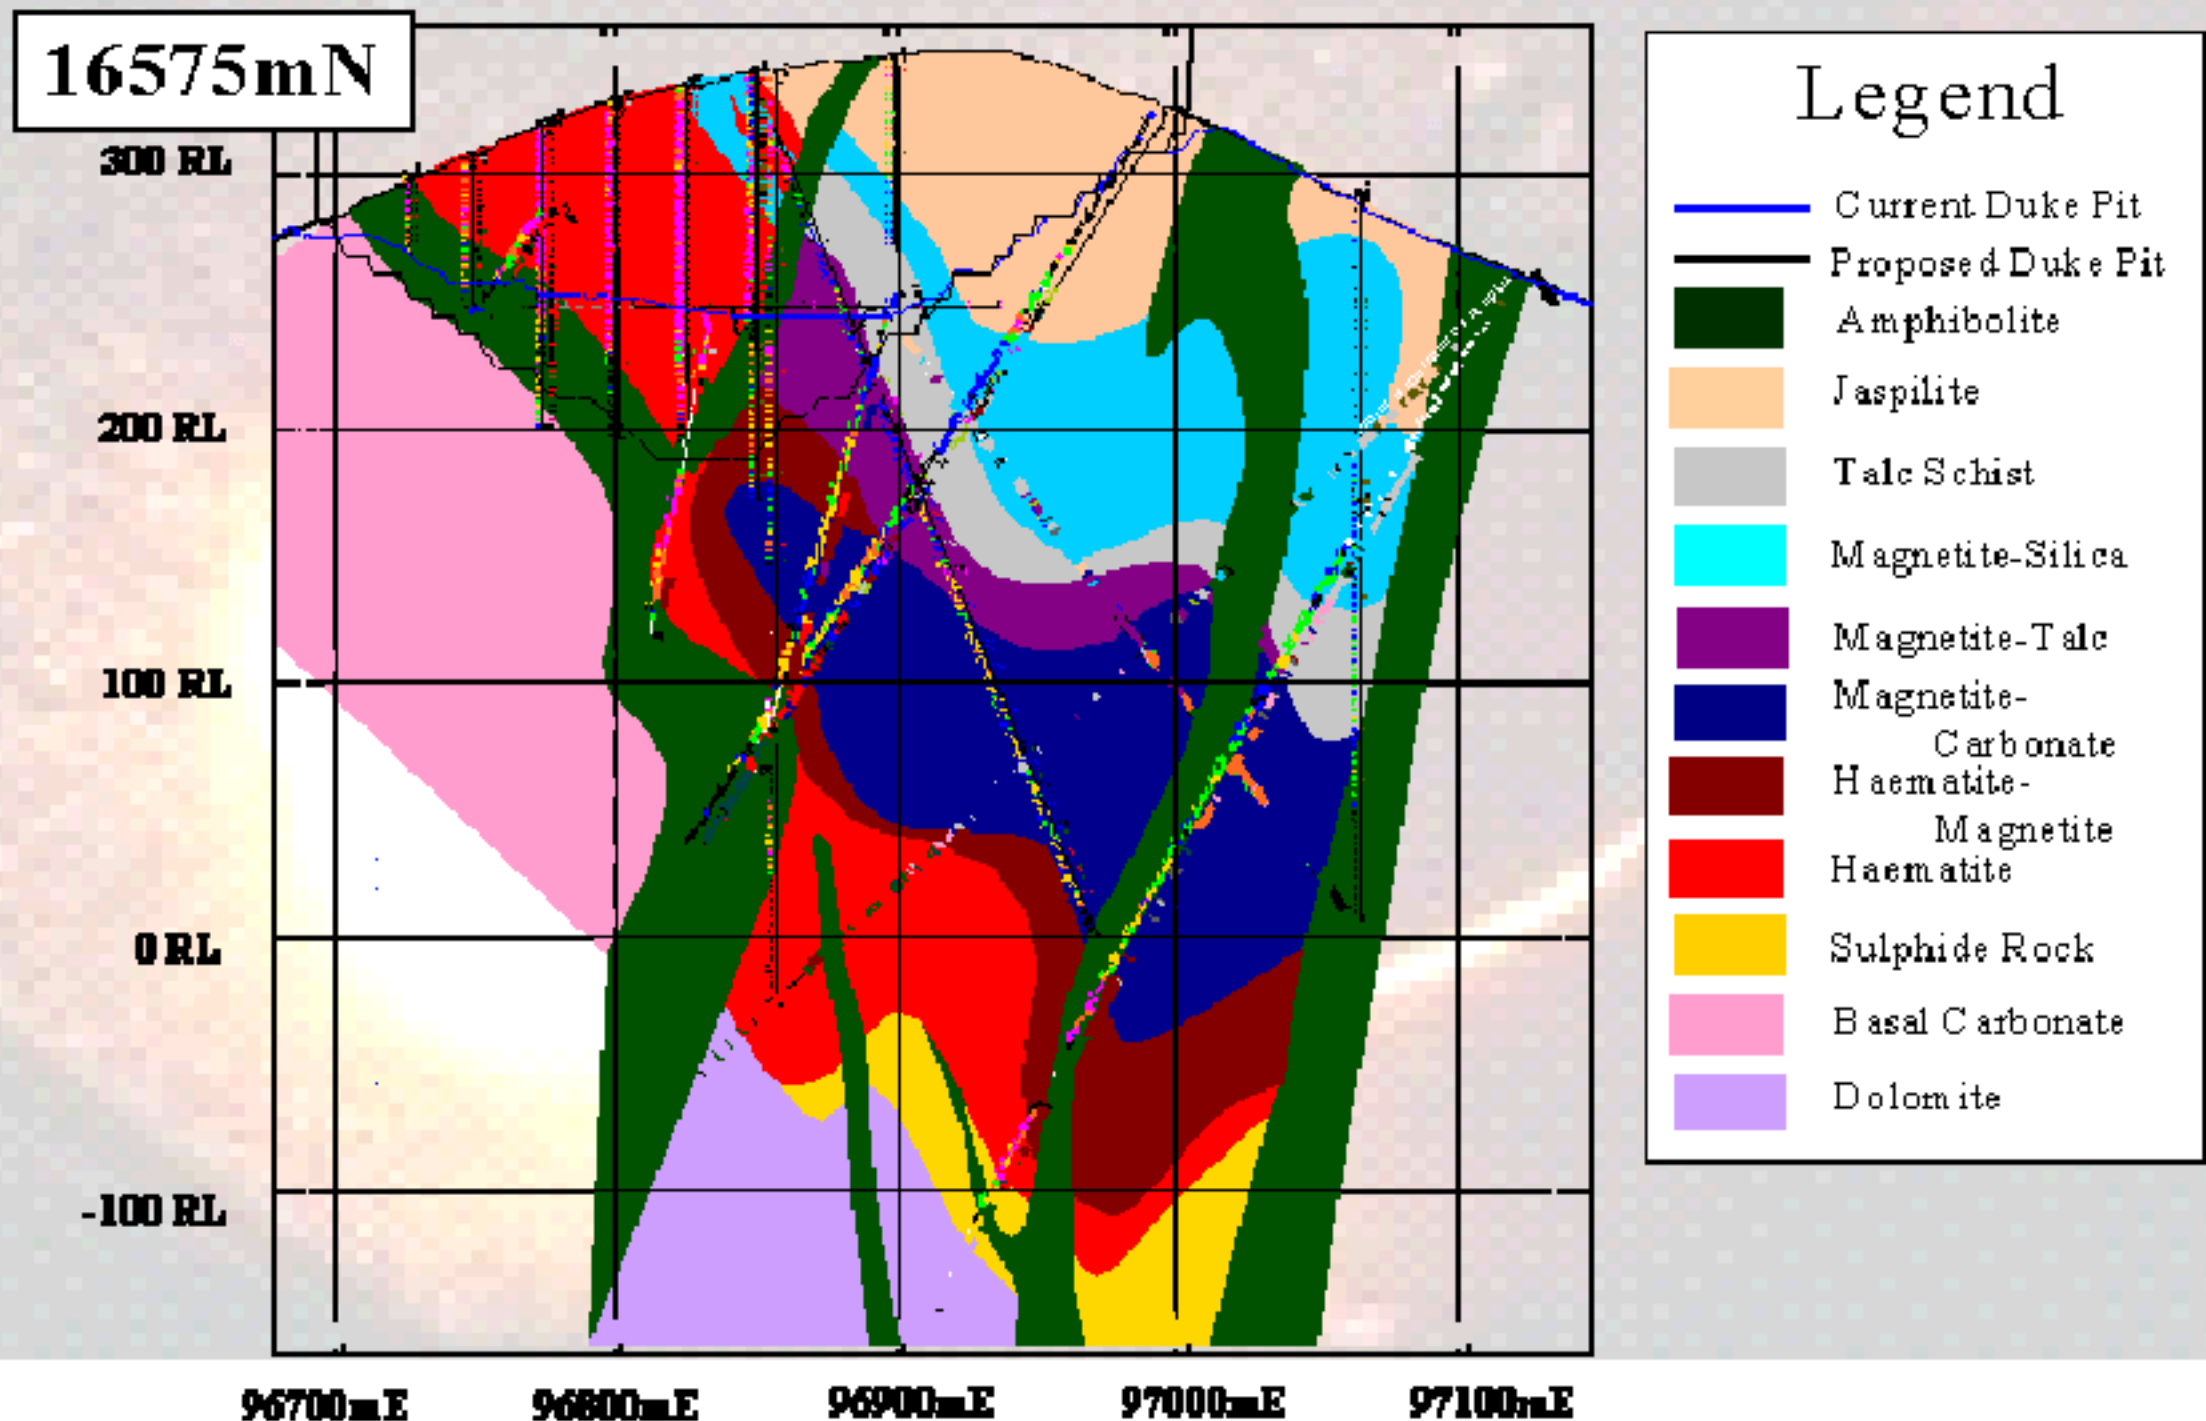 16575mN
300 RL
200 RL
100 RL
0 RL
-100 RL
96700mE 96800mE 96900mE 97000mE 97100mE
Legend
Current Duke Pit
Proposed Duke Pit
Amphibolite
Jaspilite
Talc Schist
Magnetite-Silica
Magnetite-Talc
Magnetite-
Carbonate
Haematite-
Magnetite
Haematite
Sulphide Rock
Basal Carbonate
Dolomite